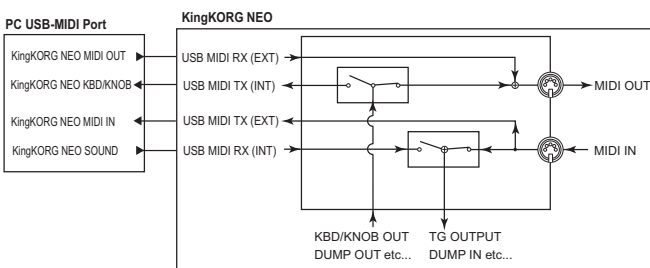 PC USB-MIDI Port
KingKORG NEO
KingKORG NEO MIDI OUT
USB MIDI RX (EXT)
KingKORG NEO KBD/KNOB
USB MIDI TX (INT)
MIDI OUT
KingKORG NEO MIDI IN
USB MIDI TX (EXT)
KingKORG NEO SOUND
USB MIDI RX (INT)
MIDI IN
KBD/KNOB OUT
DUMP OUT etc...
TG OUTPUT
DUMP IN etc...